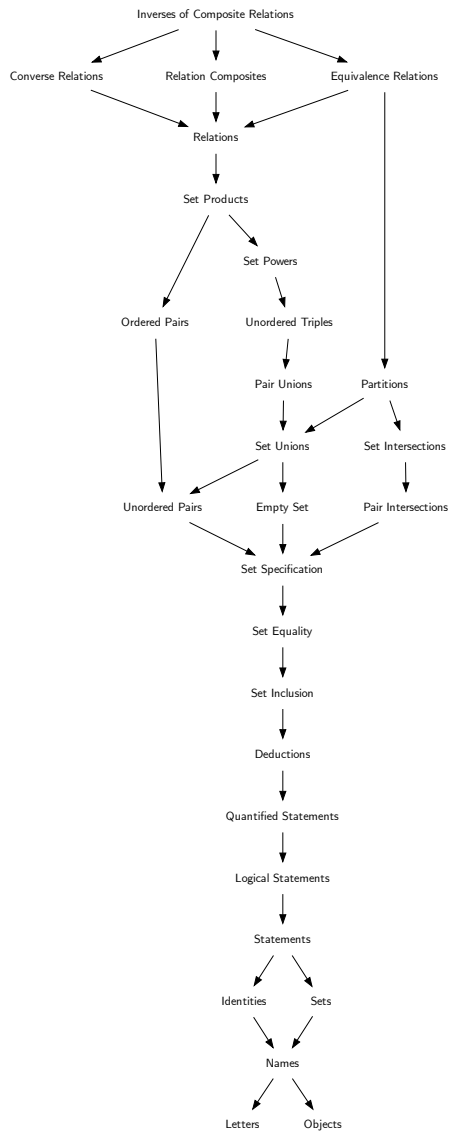 Inverses of Composite Relations
Converse Relations
Relation Composites
Equivalence Relations
Relations
Set Products
Set Powers
Ordered Pairs
Unordered Triples
Pair Unions
Partitions
Set Unions
Set Intersections
Unordered Pairs
Empty Set
Pair Intersections
Set Specification
Set Equality
Set Inclusion
Deductions
Quantified Statements
Logical Statements
Statements
Identities
Sets
Names
Letters
Objects